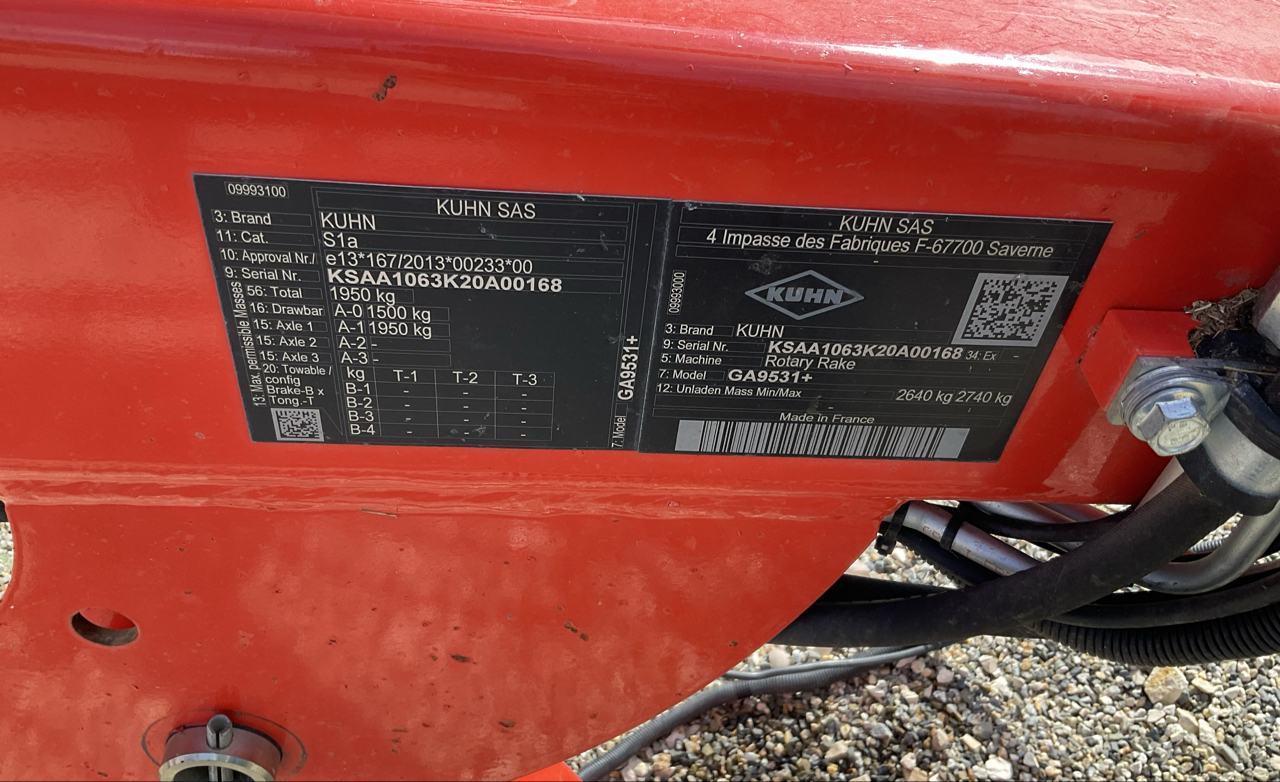 09993100
KUHN SAS
3: Brand KUHN
11: Cat. S1a
10: Approval Nr./ e13*167/2013*00233*00
9: Serial Nr. KSAA1063K20A00168
13: Max. permissible Masses
56: Total 1950 kg
16: Drawbar A-0 1500 kg
15: Axle 1 A-1 1950 kg
15: Axle 2 A-2 -
15: Axle 3 A-3 -
20: Towable / kg T-1 T-2 T-3
config
Brake-B x B-1 - - -
Tong.-T B-2 - - -
B-3 - - -
B-4 - - -
7: Model GA9531+
KUHN SAS
4 Impasse des Fabriques F-67700 Saverne
09993000
KUHN
3: Brand KUHN
9: Serial Nr. KSAA1063K20A00168 34: Ex -
5: Machine Rotary Rake
7: Model GA9531+
12: Unladen Mass Min/Max 2640 kg 2740 kg
Made in France